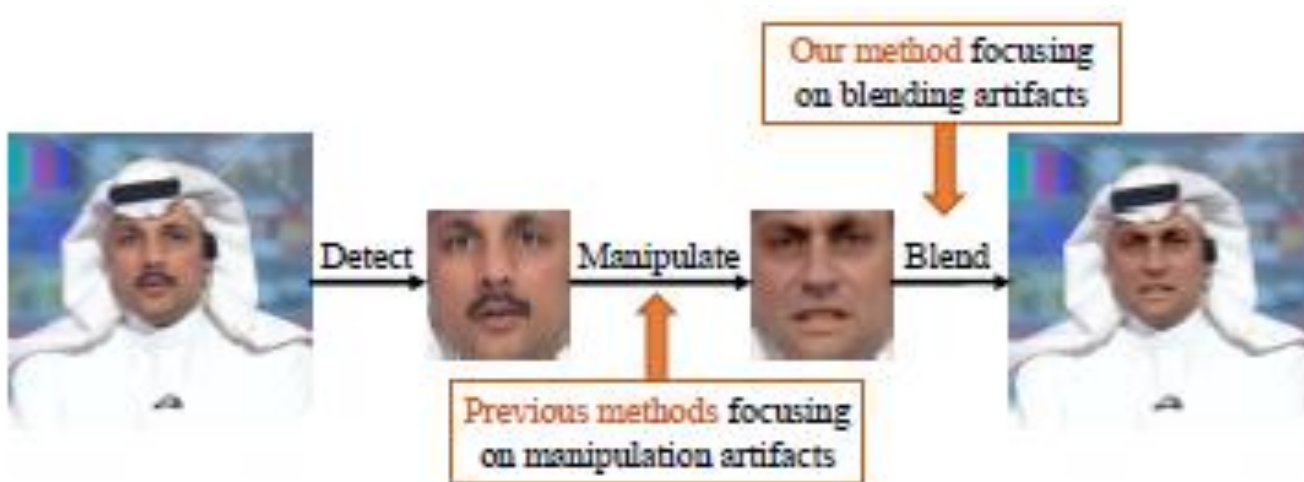 Our method focusing
on blending artifacts
Detect
Manipulate
Blend
Previous methods focusing
on manipulation artifacts